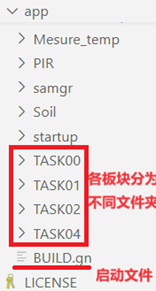 app
Mesure_temp
PIR
samgr
Soil
startup
TASK00
TASK01
TASK02
TASK04
各板块分为
不同文件夹
BUILD.gn
启动文件
LICENSE